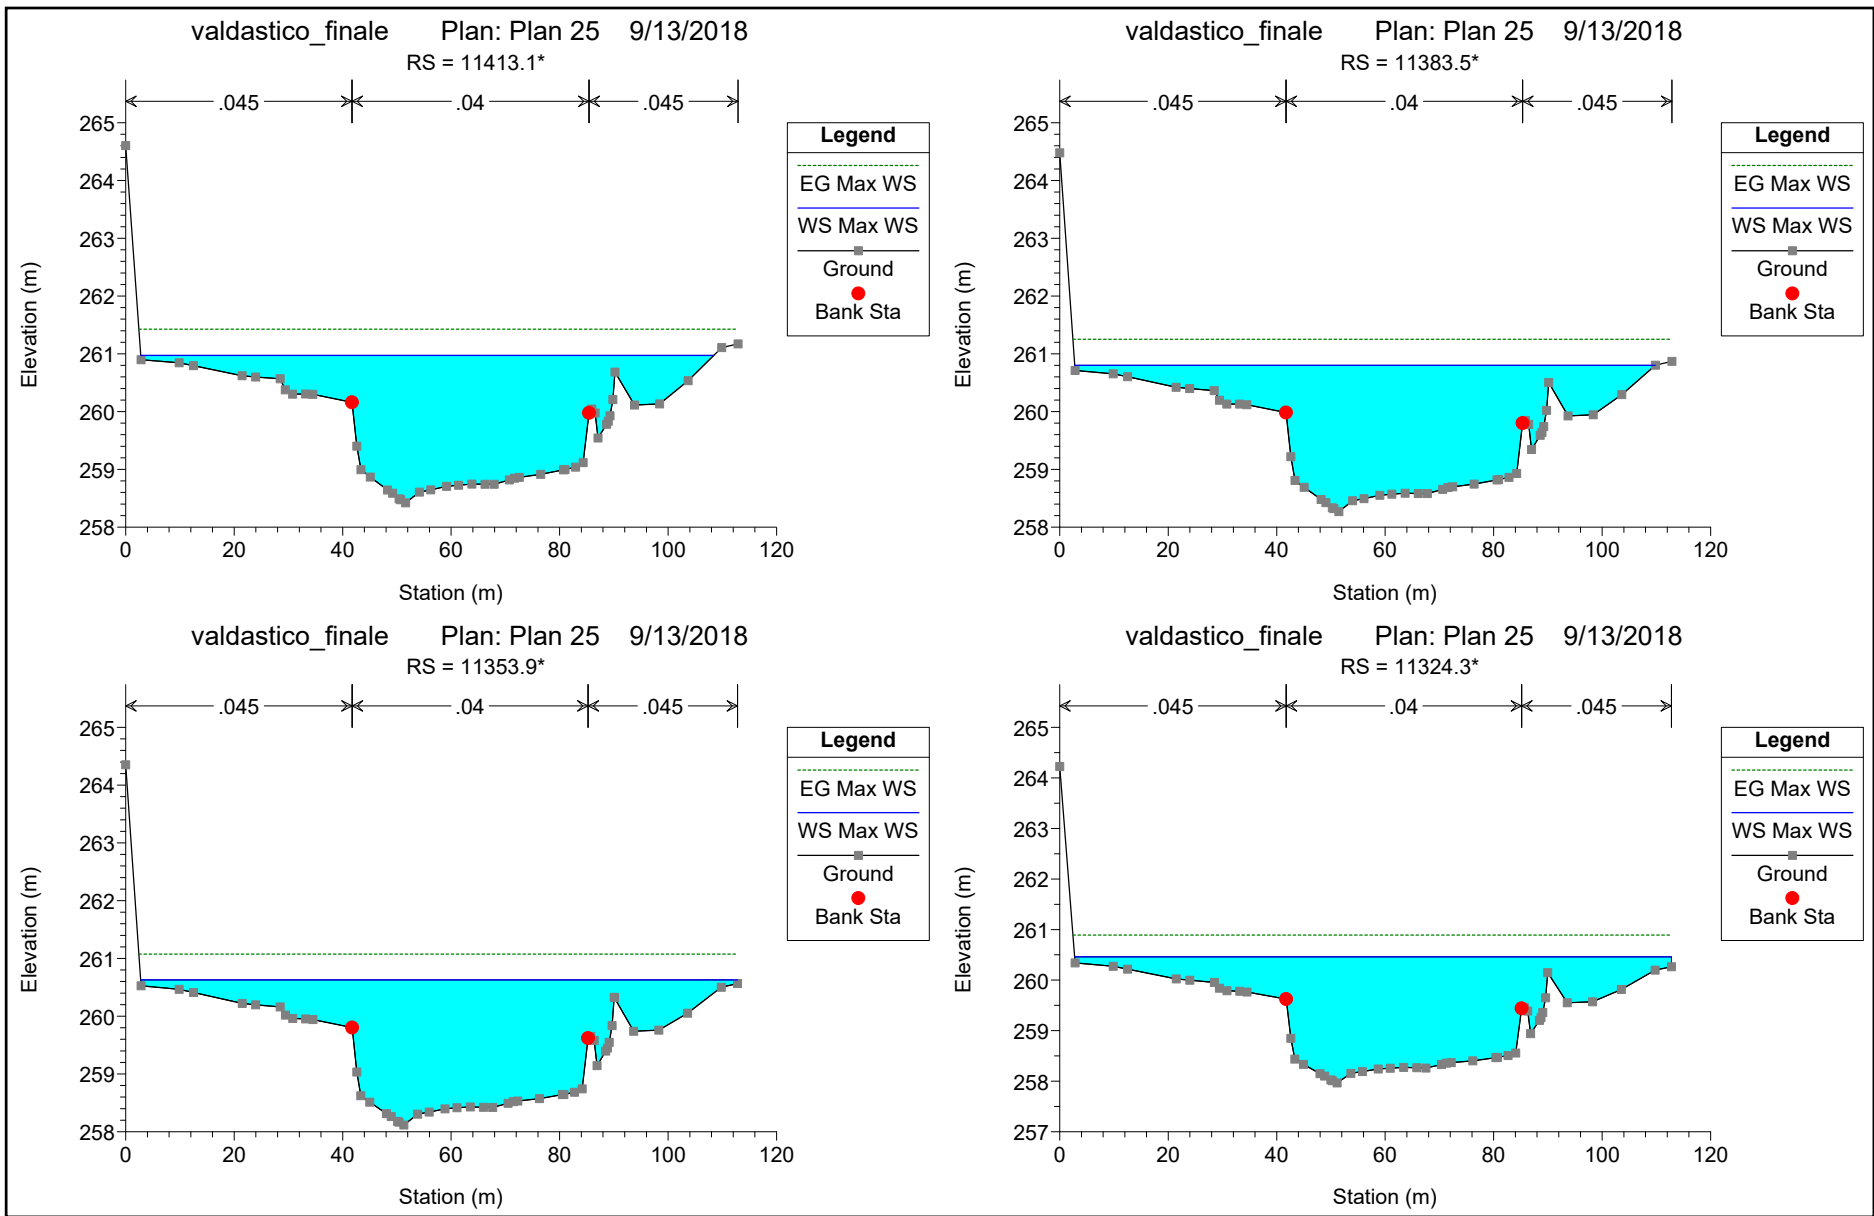 valdastico_finale Plan: Plan 25 9/13/2018
RS = 11413.1*
.045 .04 .045
265
264
263
262
261
260
259
258
0 20 40 60 80 100 120
Station (m)
Elevation (m)
Legend
EG Max WS
WS Max WS
Ground
Bank Sta
valdastico_finale Plan: Plan 25 9/13/2018
RS = 11383.5*
.045 .04 .045
265
264
263
262
261
260
259
258
0 20 40 60 80 100 120
Station (m)
Elevation (m)
Legend
EG Max WS
WS Max WS
Ground
Bank Sta
valdastico_finale Plan: Plan 25 9/13/2018
RS = 11353.9*
.045 .04 .045
265
264
263
262
261
260
259
258
0 20 40 60 80 100 120
Station (m)
Elevation (m)
Legend
EG Max WS
WS Max WS
Ground
Bank Sta
valdastico_finale Plan: Plan 25 9/13/2018
RS = 11324.3*
.045 .04 .045
265
264
263
262
261
260
259
258
257
0 20 40 60 80 100 120
Station (m)
Elevation (m)
Legend
EG Max WS
WS Max WS
Ground
Bank Sta